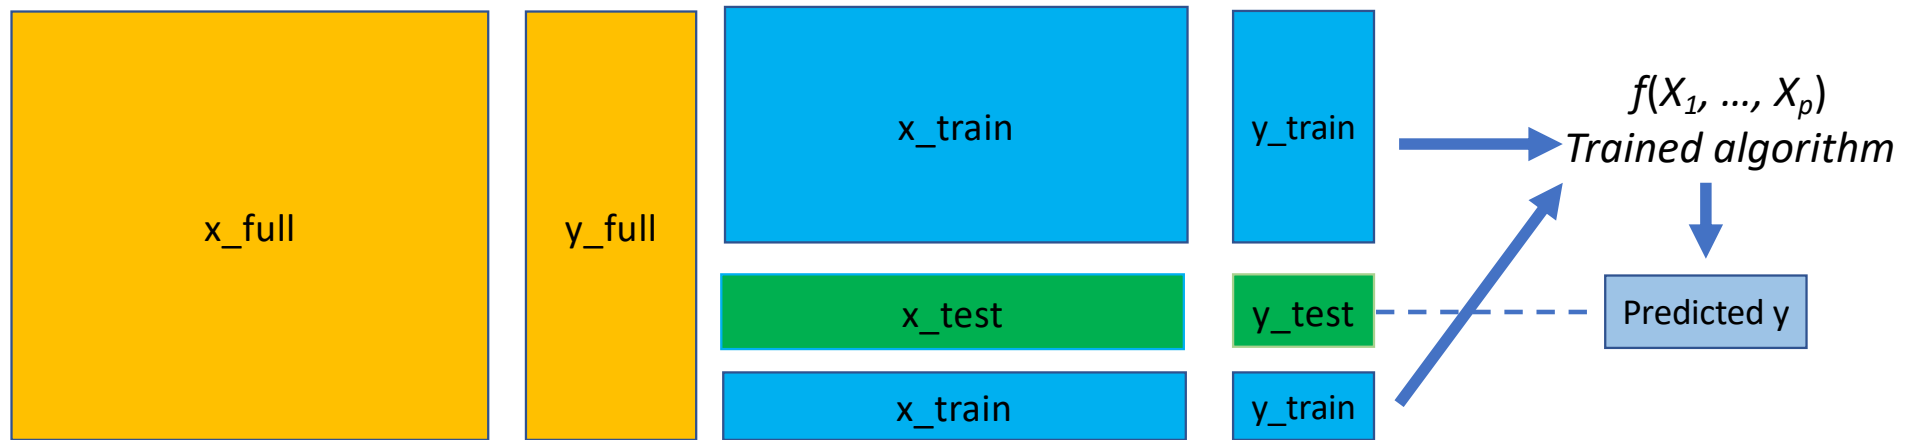 x_full
y_full
x_train
y_train
x_test
y_test
x_train
y_train
f(X1, ..., Xp)
Trained algorithm
Predicted y